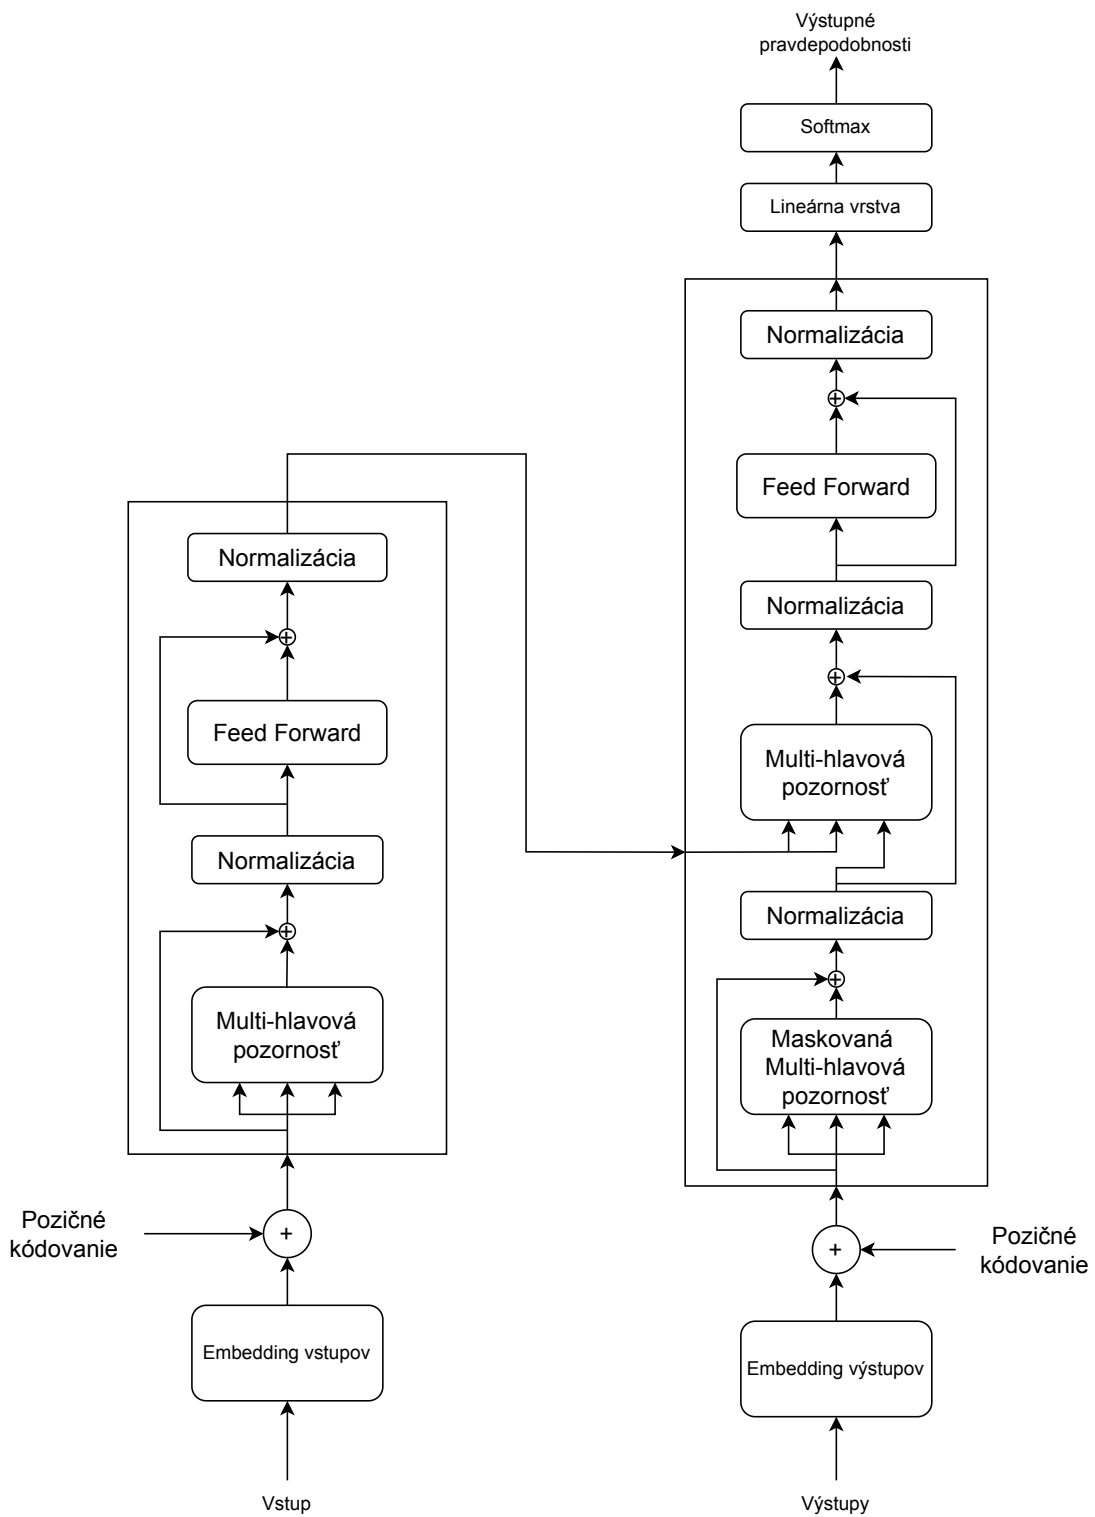 Výstupné
pravdepodobnosti
Softmax
Lineárna vrstva
Normalizácia
+
Feed Forward
Normalizácia
+
Multi-hlavová
pozornosť
Normalizácia
+
Maskovaná
Multi-hlavová
pozornosť
+
Pozičné
kódovanie
Embedding výstupov
Výstupy
Normalizácia
+
Feed Forward
Normalizácia
+
Multi-hlavová
pozornosť
Pozičné
kódovanie
+
Embedding vstupov
Vstup